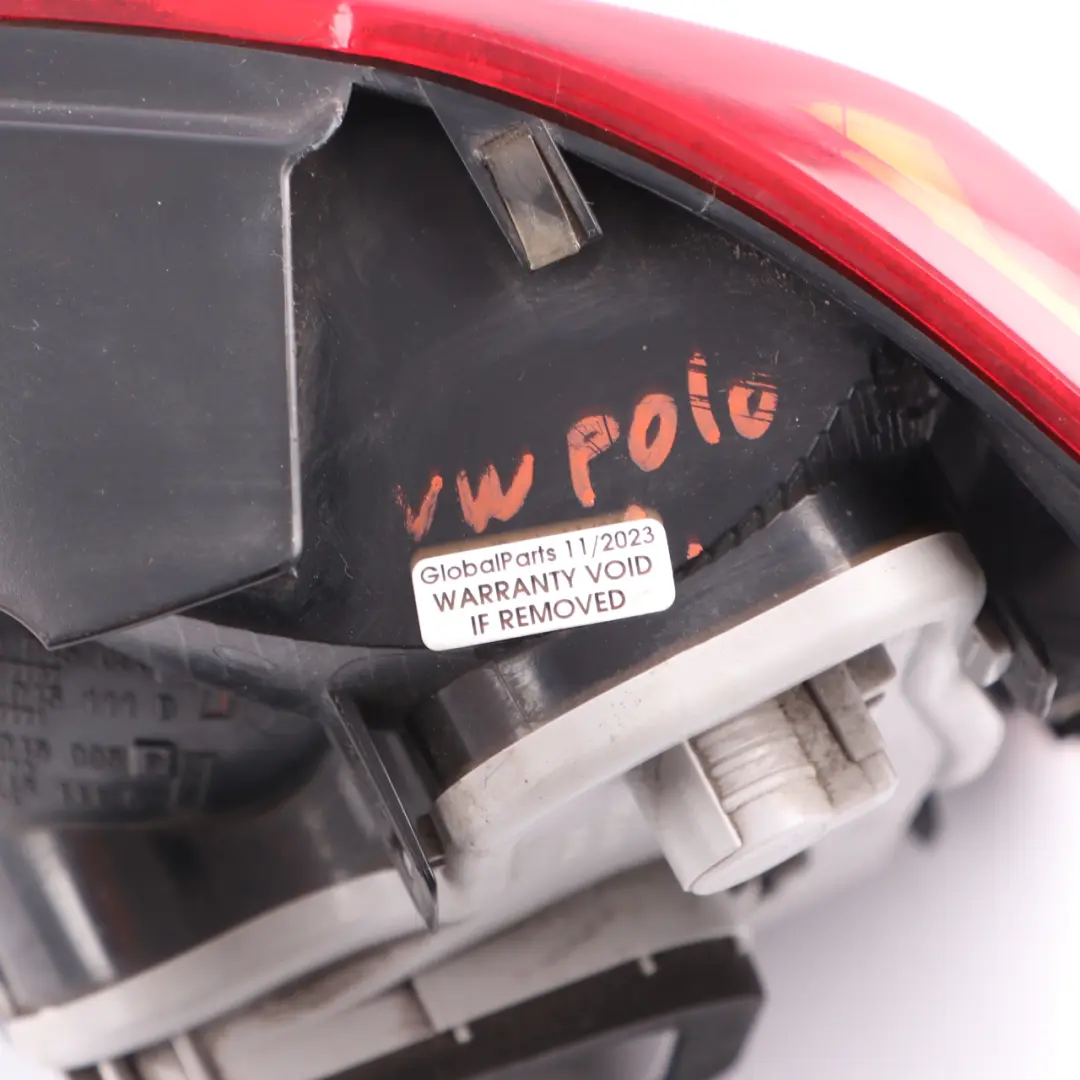 VW POLO
GlobalParts 11/2023
WARRANTY VOID
IF REMOVED